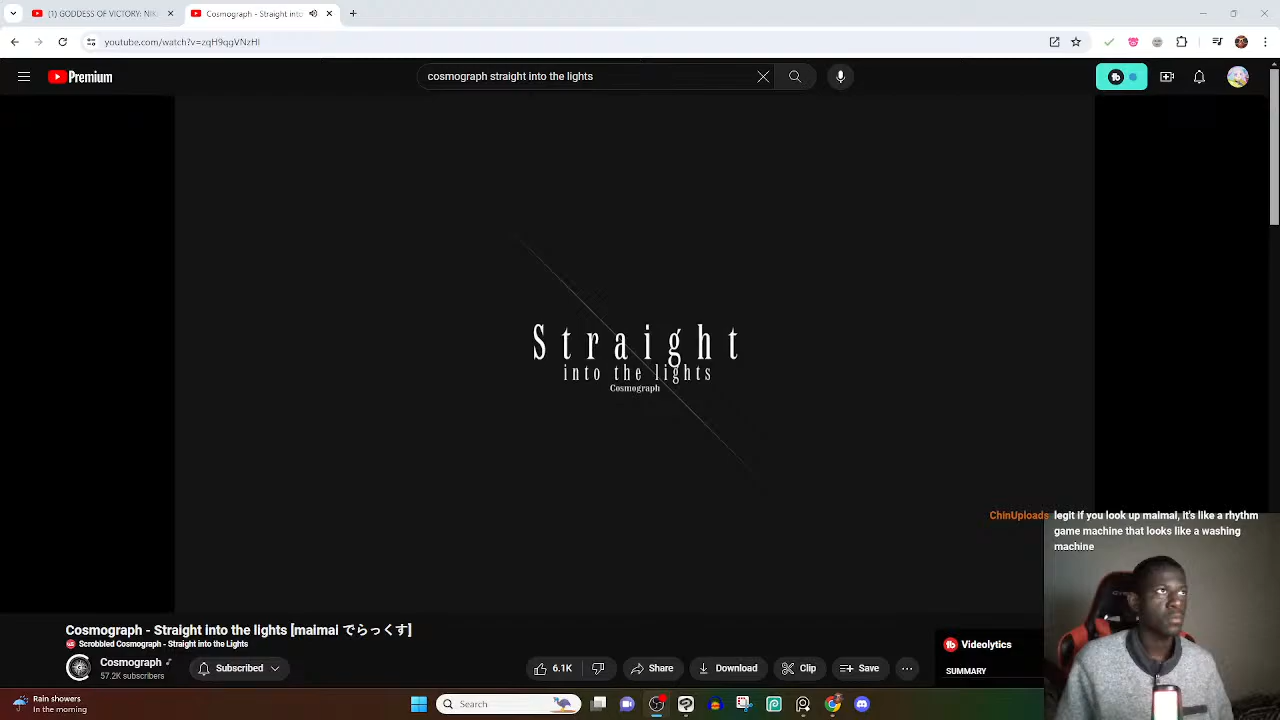 (1) GODDESS OF VICTORY: NIK
Cosmograph - Straight into
youtube.com/watch?v=zqH9qgVNzHI
Premium
cosmograph straight into the lights
Straight
into the lights
Cosmograph
ChinUploads legit if you look up maimai, it's like a rhythm
game machine that looks like a washing
machine
Cosmograph - Straight into the lights [maimai でらっくす]
Scrobbled Cosmograph - Straight into the Lights
Cosmograph
57.2K subscribers
Subscribed
6.1K
Share
Download
Clip
Save
Videolytics
SUMMARY
Rain showers
In the morning
Search